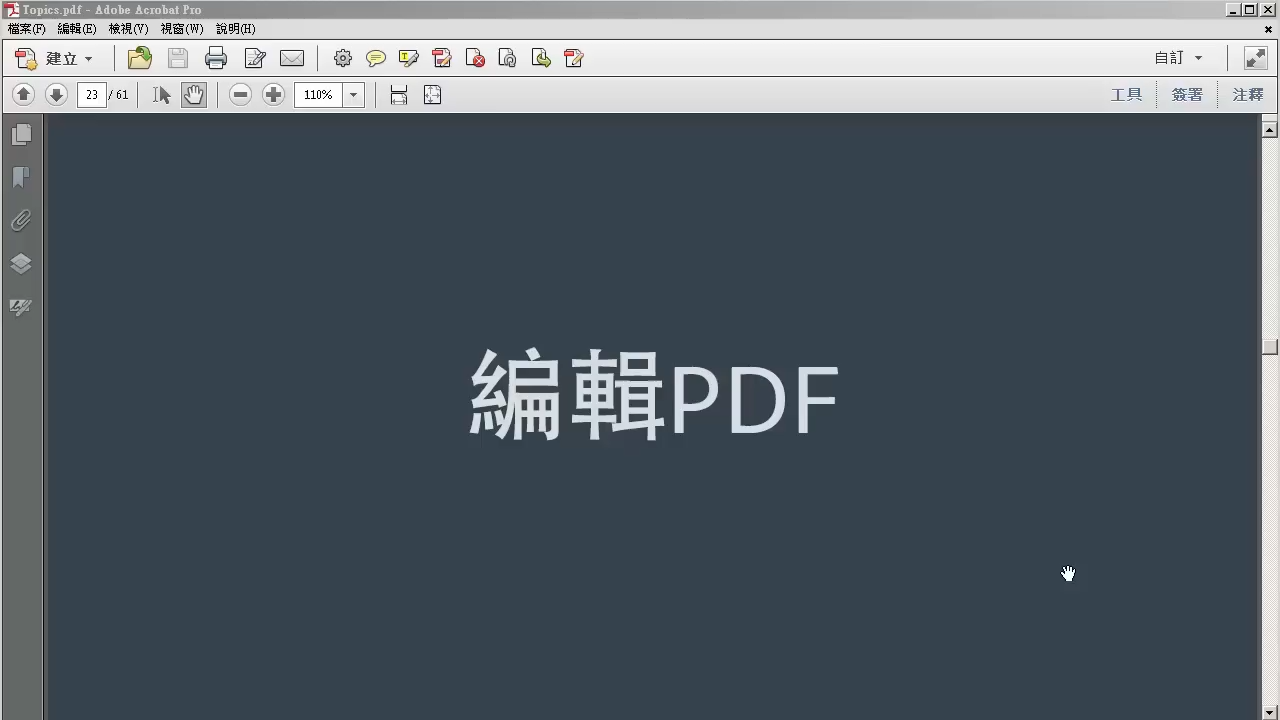 Topics.pdf - Adobe Acrobat Pro
檔案(F) 編輯(E) 檢視(V) 視窗(W) 說明(H)
建立 自訂
23 / 61 110% 工具 簽署 注釋
編輯PDF